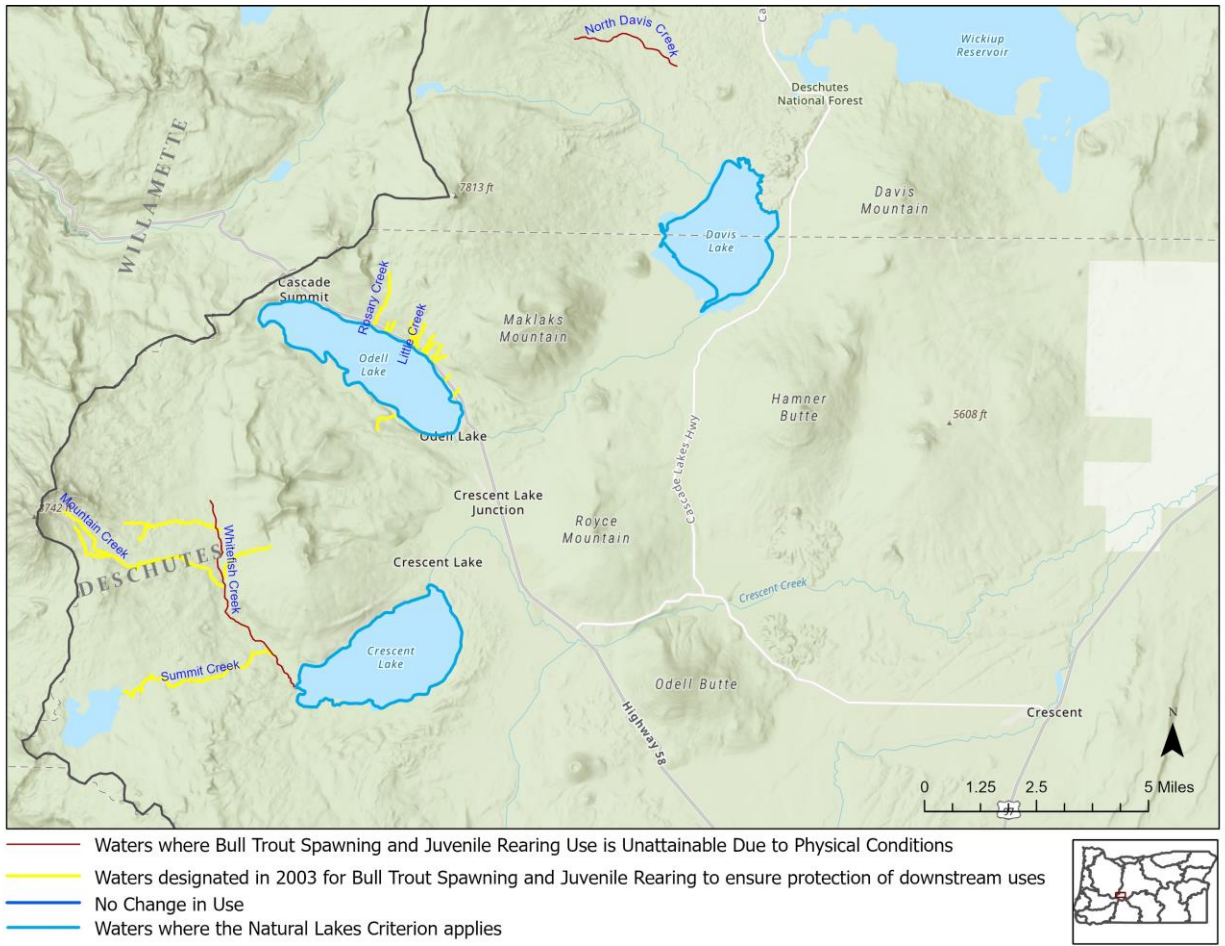 North Davis Creek
Ca
Wickiup
Reservoir
Deschutes
National Forest
WILLAMETTE
7813 ft
Davis
Mountain
Davis
Lake
Cascade
Summit
Rosary Creek
Little Creek
Maklaks
Mountain
Odell
Lake
Hamner
Butte
5608 ft
Odell Lake
Cascade Lakes Hwy
Crescent Lake
Junction
Royce
Mountain
Mountain Creek
742 ft
Whitefish Creek
DESCHUTES
Crescent Lake
Crescent Creek
Crescent
Lake
Summit Creek
Odell Butte
Highway 58
Crescent
N
0 1.25 2.5 5 Miles
97
Waters where Bull Trout Spawning and Juvenile Rearing Use is Unattainable Due to Physical Conditions
Waters designated in 2003 for Bull Trout Spawning and Juvenile Rearing to ensure protection of downstream uses
No Change in Use
Waters where the Natural Lakes Criterion applies